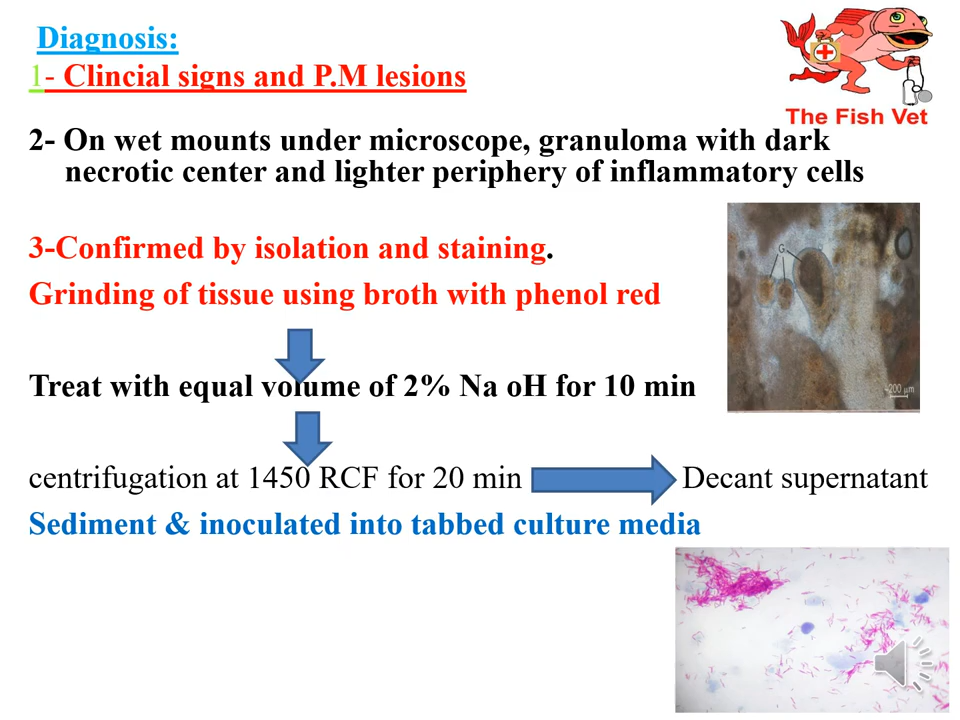 Diagnosis:
1- Clincial signs and P.M lesions
The Fish Vet
2- On wet mounts under microscope, granuloma with dark
necrotic center and lighter periphery of inflammatory cells
3-Confirmed by isolation and staining.
Grinding of tissue using broth with phenol red
G
Treat with equal volume of 2% Na oH for 10 min
200 µm
centrifugation at 1450 RCF for 20 min Decant supernatant
Sediment & inoculated into tabbed culture media